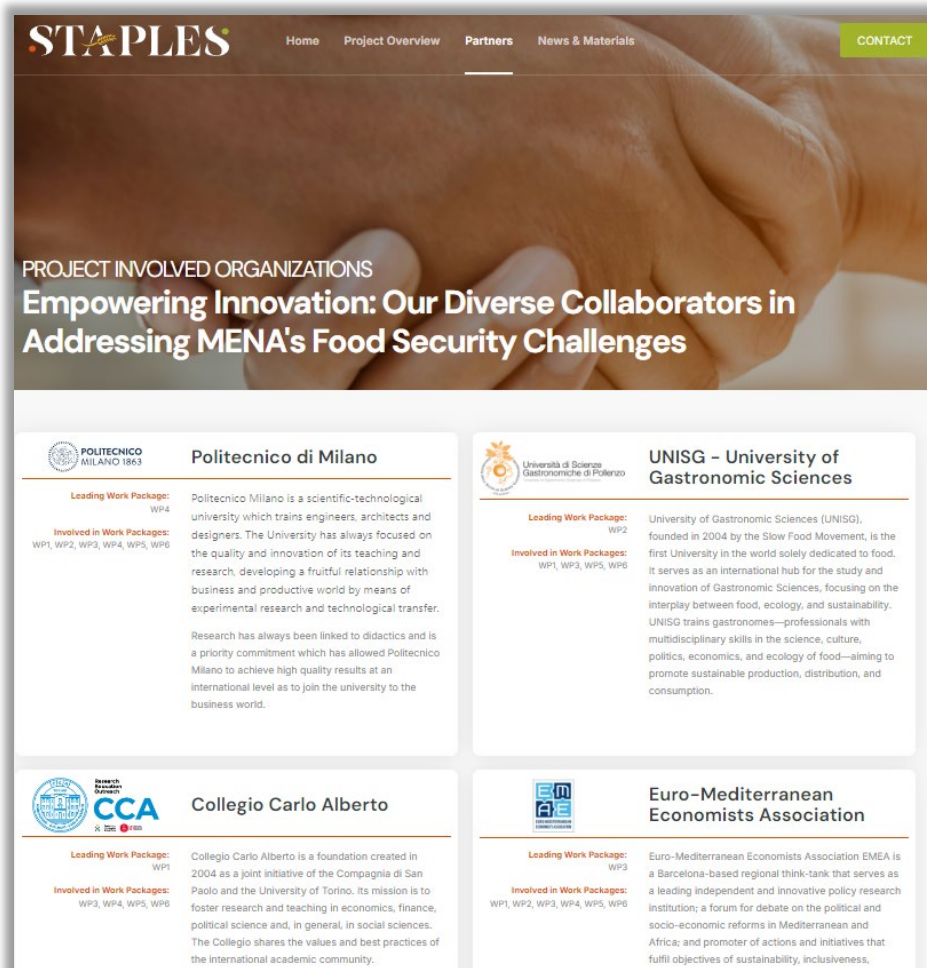 STAPLES
Home Project Overview Partners News & Materials
CONTACT
PROJECT INVOLVED ORGANIZATIONS
Empowering Innovation: Our Diverse Collaborators in
Addressing MENA's Food Security Challenges
POLITECNICO
MILANO 1863
Politecnico di Milano
Leading Work Package:
WP4
Involved in Work Packages:
WP1, WP2, WP3, WP4, WP5, WP6
Politecnico Milano is a scientific-technological
university which trains engineers, architects and
designers. The University has always focused on
the quality and innovation of its teaching and
research, developing a fruitful relationship with
business and productive world by means of
experimental research and technological transfer.
Research has always been linked to didactics and is
a priority commitment which has allowed Politecnico
Milano to achieve high quality results at an
international level as to join the university to the
business world.
Università di Scienze
Gastronomiche di Pollenzo
UNISG - University of
Gastronomic Sciences
Leading Work Package:
WP2
Involved in Work Packages:
WP1, WP3, WP5, WP6
University of Gastronomic Sciences (UNISG),
founded in 2004 by the Slow Food Movement, is the
first University in the world solely dedicated to food.
It serves as an international hub for the study and
innovation of Gastronomic Sciences, focusing on the
interplay between food, ecology, and sustainability.
UNISG trains gastronomes—professionals with
multidisciplinary skills in the science, culture,
politics, economics, and ecology of food—aiming to
promote sustainable production, distribution, and
consumption.
Research
Education
Outreach
CCA
Collegio Carlo Alberto
Leading Work Package:
WP1
Involved in Work Packages:
WP3, WP4, WP5, WP6
Collegio Carlo Alberto is a foundation created in
2004 as a joint initiative of the Compagnia di San
Paolo and the University of Torino. Its mission is to
foster research and teaching in economics, finance,
political science and, in general, in social sciences.
The Collegio shares the values and best practices of
the international academic community.
EMAE
EURO-MEDITERRANEAN
ECONOMISTS ASSOCIATION
Euro-Mediterranean
Economists Association
Leading Work Package:
WP3
Involved in Work Packages:
WP1, WP2, WP3, WP4, WP5, WP6
Euro-Mediterranean Economists Association EMEA is
a Barcelona-based regional think-tank that serves as
a leading independent and innovative policy research
institution; a forum for debate on the political and
socio-economic reforms in Mediterranean and
Africa; and promoter of actions and initiatives that
fulfil objectives of sustainability, inclusiveness,